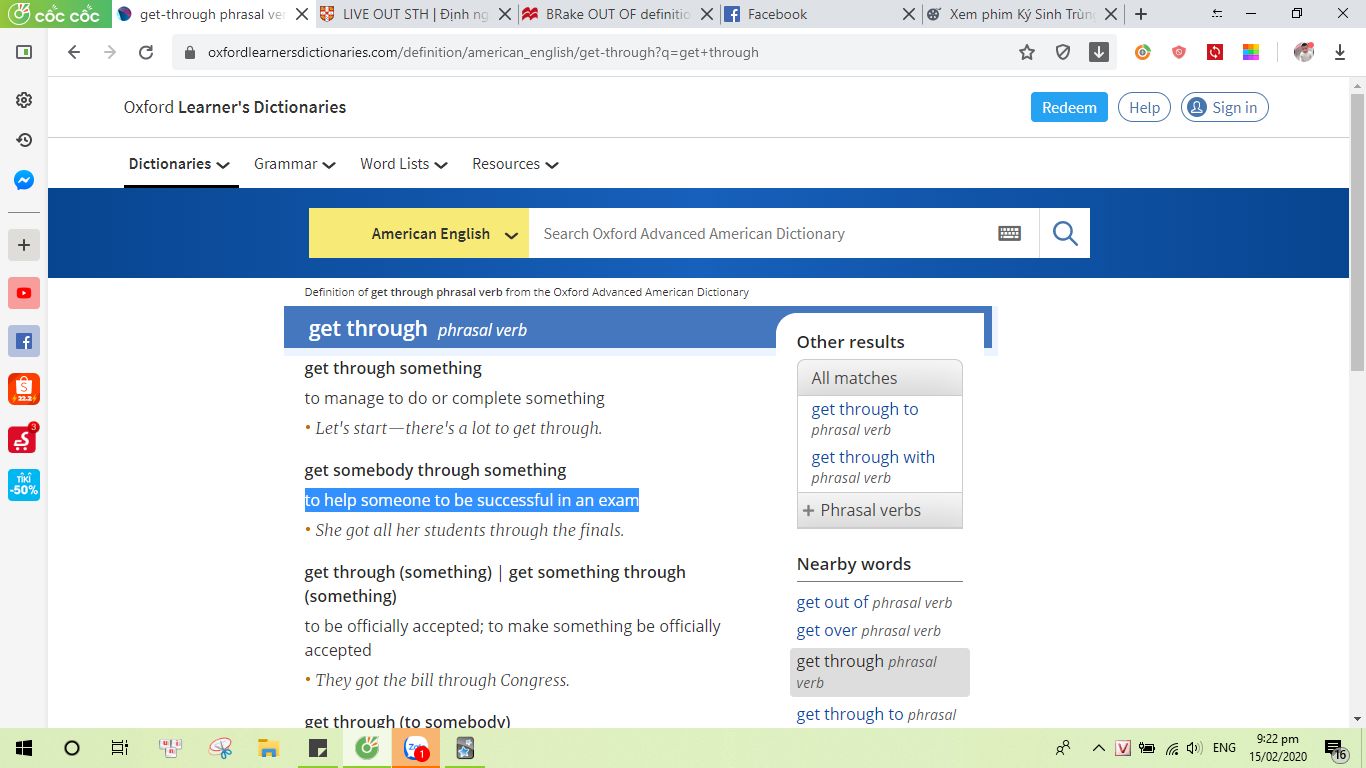 cốc cốc
get-through phrasal ver
LIVE OUT STH | Định ng
BRake OUT OF definitio
Facebook
Xem phim Ký Sinh Trùng
oxfordlearnersdictionaries.com/definition/american_english/get-through?q=get+through
Oxford Learner's Dictionaries
Redeem
Help
Sign in
Dictionaries
Grammar
Word Lists
Resources
American English
Search Oxford Advanced American Dictionary
Definition of get through phrasal verb from the Oxford Advanced American Dictionary
get through phrasal verb
get through something
to manage to do or complete something
• Let's start—there's a lot to get through.
get somebody through something
to help someone to be successful in an exam
• She got all her students through the finals.
get through (something) | get something through
(something)
to be officially accepted; to make something be officially
accepted
• They got the bill through Congress.
get through (to somebody)
Other results
All matches
get through to
phrasal verb
get through with
phrasal verb
+ Phrasal verbs
Nearby words
get out of phrasal verb
get over phrasal verb
get through phrasal
verb
get through to phrasal
22.2
3
TIKI
-50%
1
V
ENG
9:22 pm
15/02/2020
16